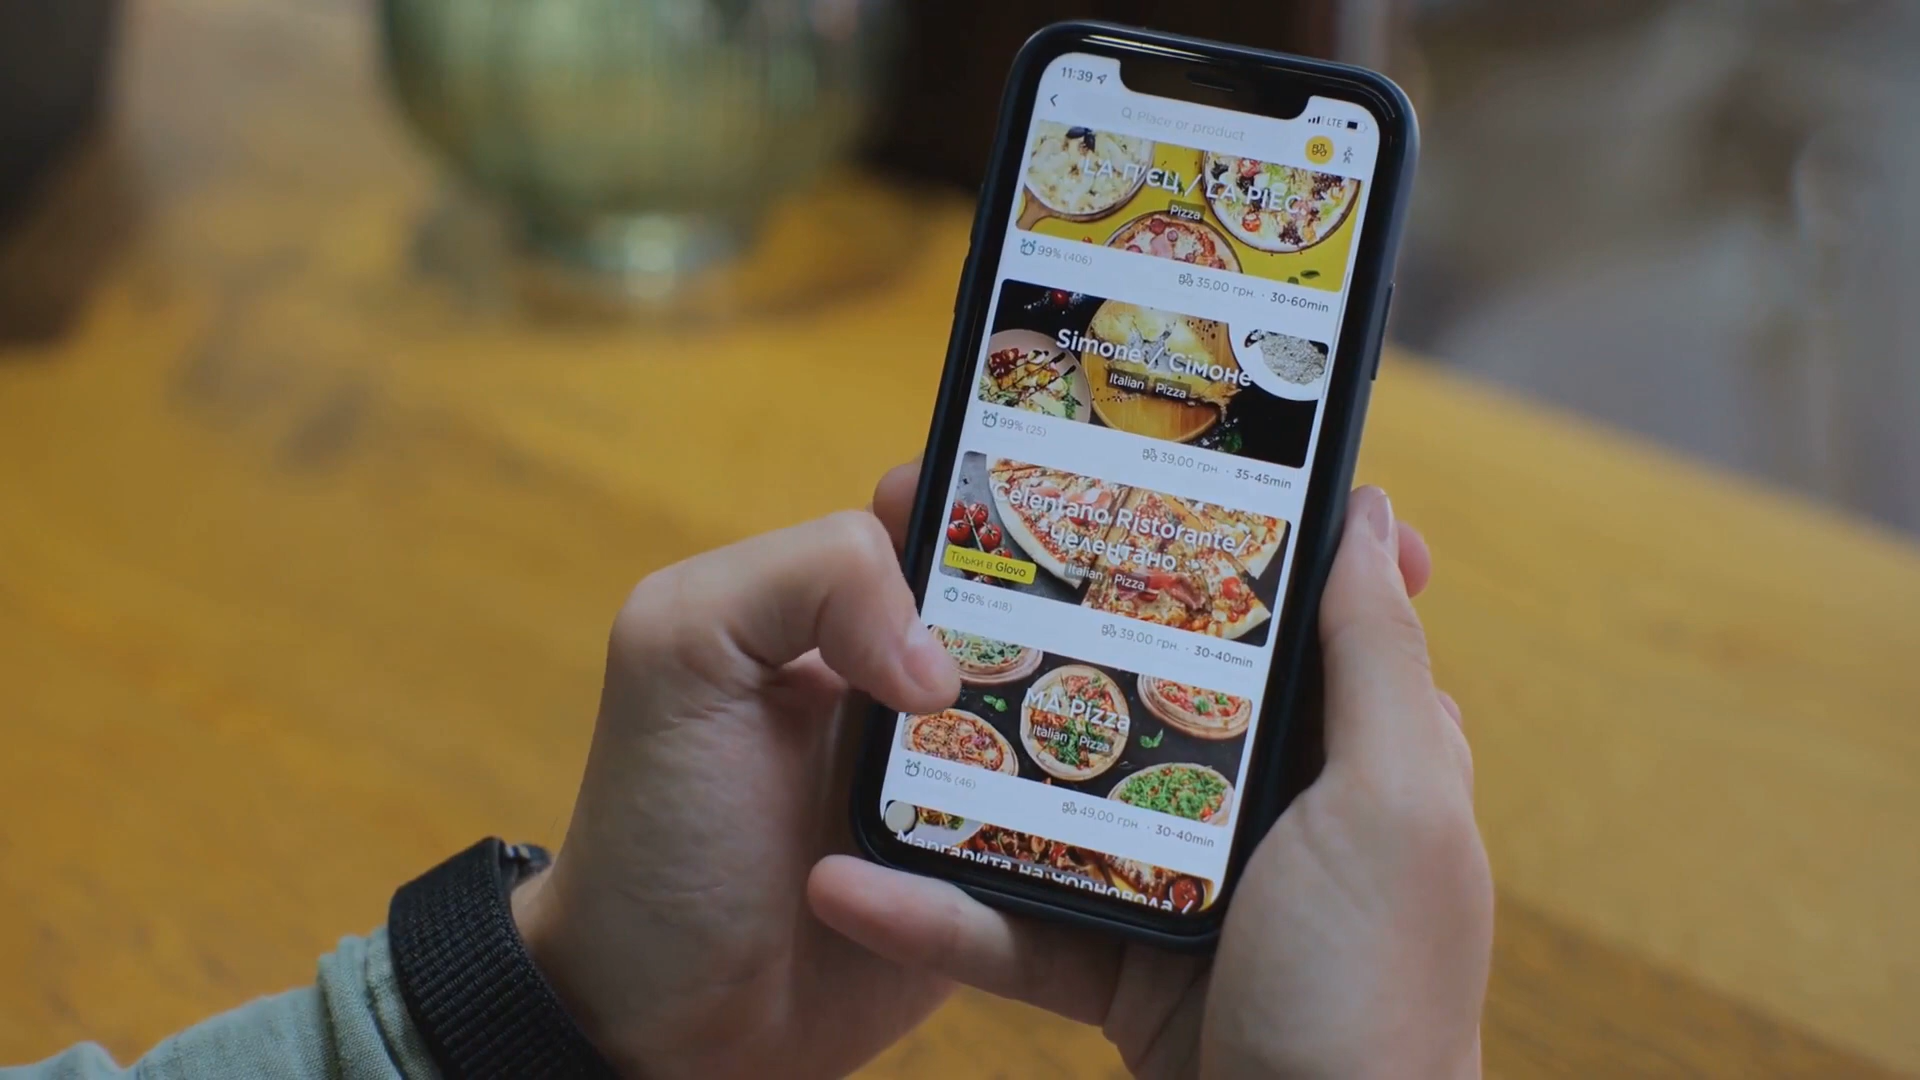 11:39
LTE
Place or product
LA П'ЄЦ / LA PIEC
Pizza
99% (406)
35,00 грн. · 30-60min
Simone / Сімоне
Italian Pizza
99% (25)
39,00 грн. · 35-45min
Celentano Ristorante/
Челентано
Italian Pizza
Тільки в Glovo
96% (418)
39,00 грн. · 30-40min
MA Pizza
Italian Pizza
100% (46)
49,00 грн. · 30-40min
Маргарита на Чорновола /